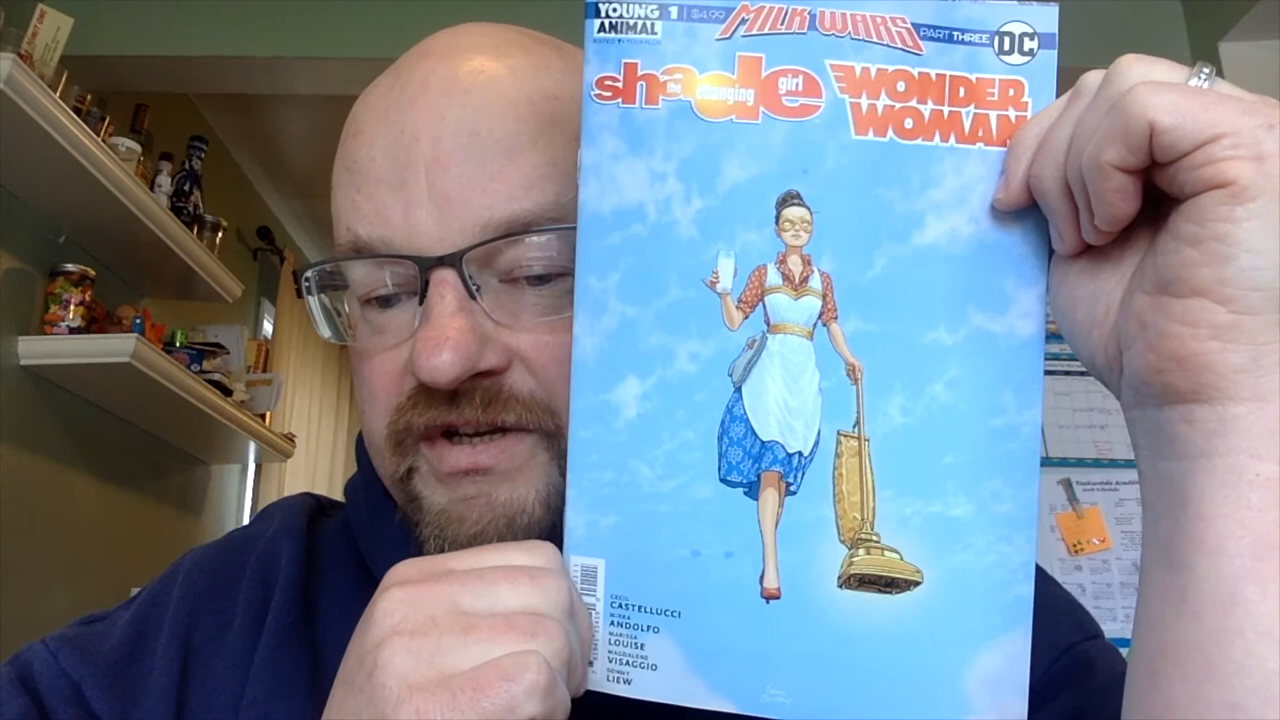 YOUNG 1 $4.99 MILK WARS PART THREE DC
ANIMAL
shade the changing girl WONDER
WOMAN
CECIL
CASTELLUCCI
MIRKA
ANDOLFO
MARISSA
LOUISE
MAGDALENE
VISAGGIO
SONNY
LIEW